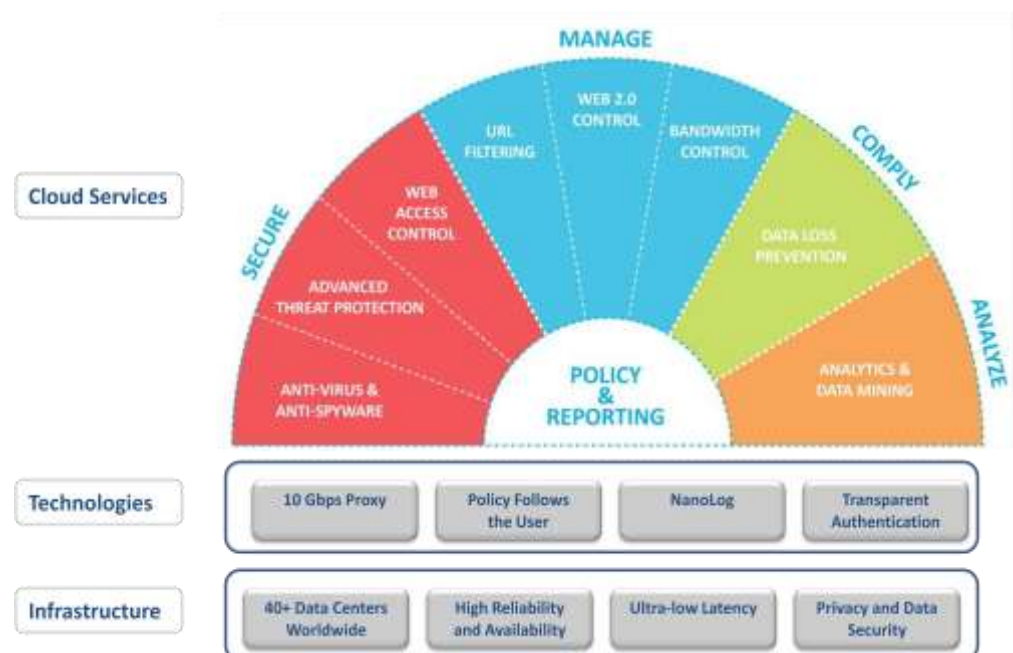 MANAGE
WEB 2.0
CONTROL
URL
FILTERING
BANDWIDTH
CONTROL
COMPLY
Cloud Services
WEB
ACCESS
CONTROL
SECURE
DATA LOSS
PREVENTION
ADVANCED
THREAT PROTECTION
ANALYZE
ANTI-VIRUS &
ANTI-SPYWARE
POLICY
&
REPORTING
ANALYTICS &
DATA MINING
Technologies
10 Gbps Proxy
Policy Follows
the User
NanoLog
Transparent
Authentication
Infrastructure
40+ Data Centers
Worldwide
High Reliability
and Availability
Ultra-low Latency
Privacy and Data
Security